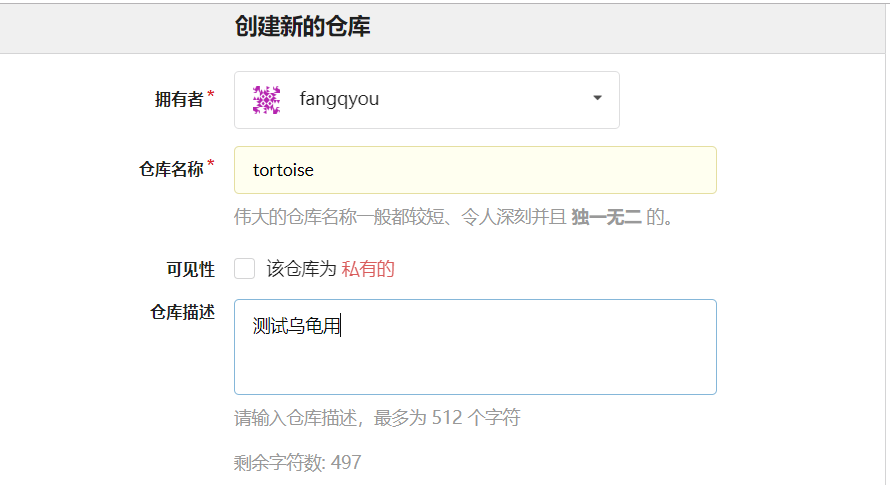 创建新的仓库
拥有者* fangqyou
仓库名称* tortoise
伟大的仓库名称一般都较短、令人深刻并且 独一无二 的。
可见性 该仓库为 私有的
仓库描述 测试乌龟用
请输入仓库描述，最多为 512 个字符
剩余字符数: 497